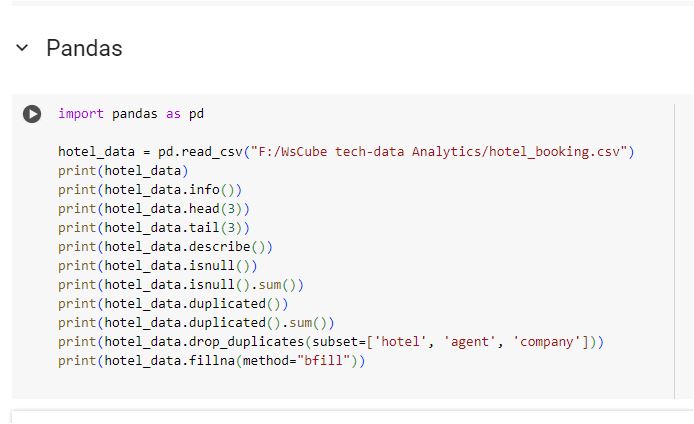 Pandas
import pandas as pd
hotel_data = pd.read_csv("F:/WsCube tech-data Analytics/hotel_booking.csv")
print(hotel_data)
print(hotel_data.info())
print(hotel_data.head(3))
print(hotel_data.tail(3))
print(hotel_data.describe())
print(hotel_data.isnull())
print(hotel_data.isnull().sum())
print(hotel_data.duplicated())
print(hotel_data.duplicated().sum())
print(hotel_data.drop_duplicates(subset=['hotel', 'agent', 'company']))
print(hotel_data.fillna(method="bfill"))